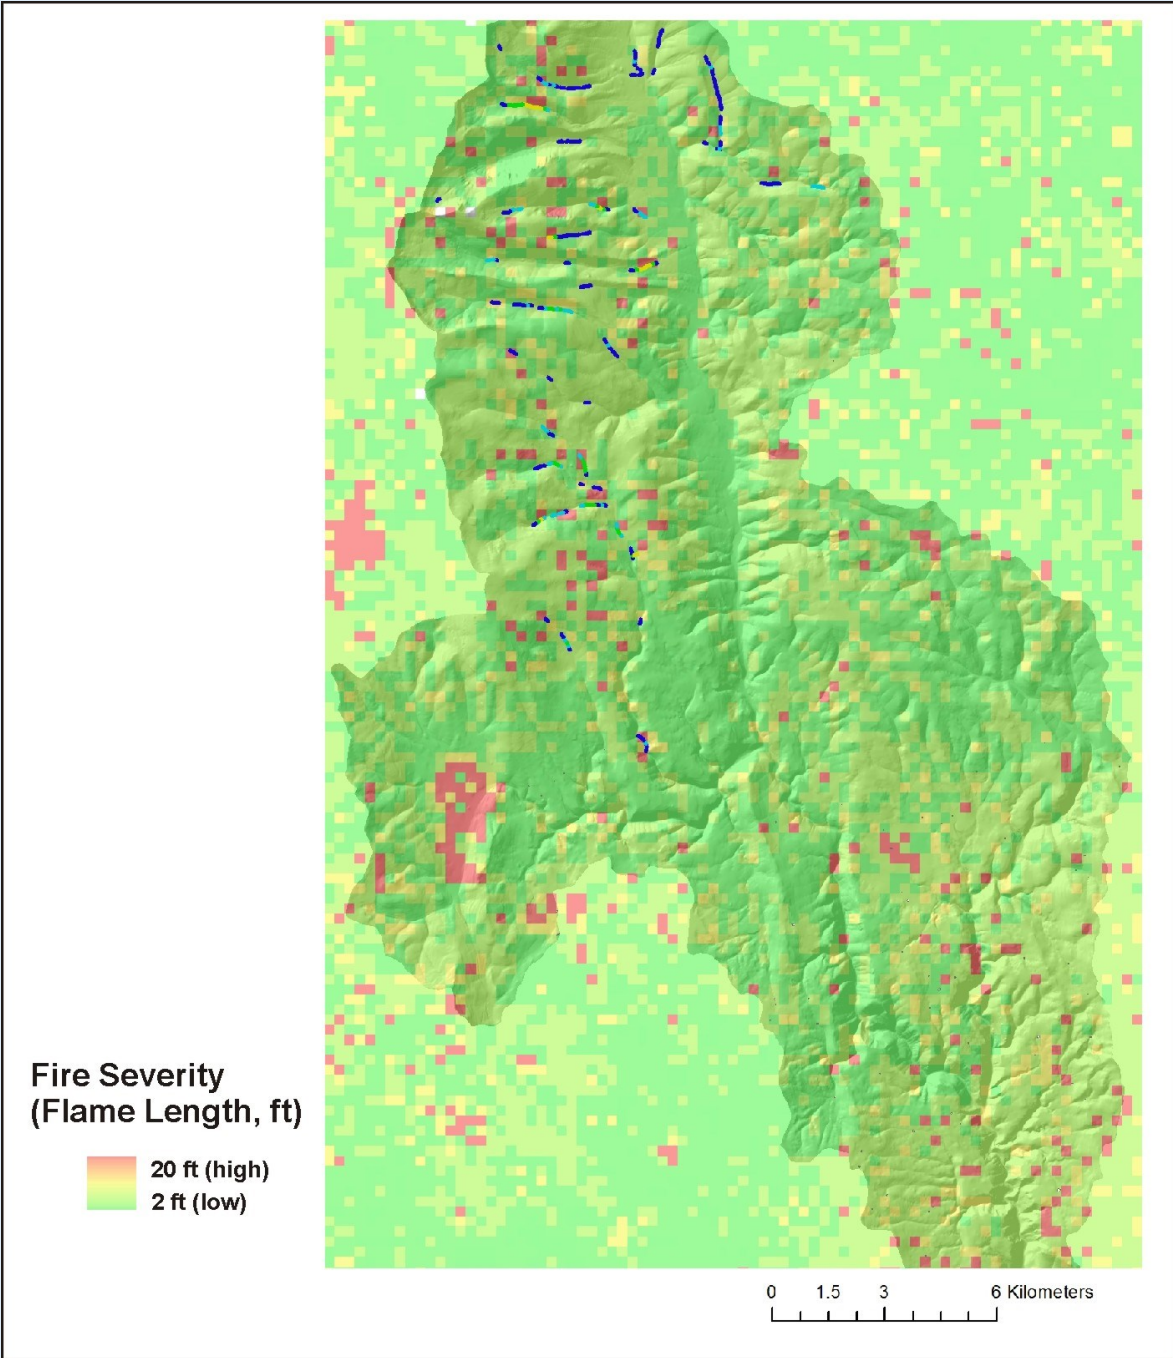 Fire Severity
(Flame Length, ft)
20 ft (high)
2 ft (low)
0 1.5 3 6 Kilometers